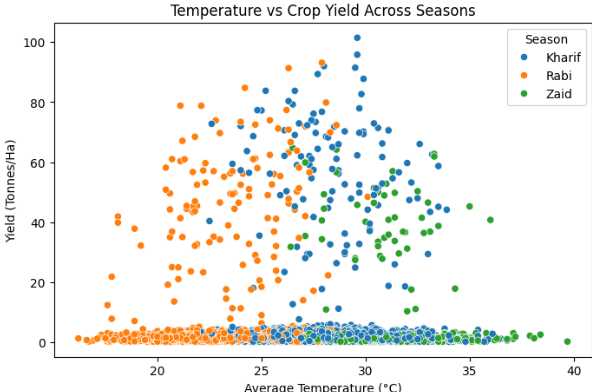 Temperature vs Crop Yield Across Seasons
Season
Kharif
Rabi
Zaid
Yield (Tonnes/Ha)
100
80
60
40
20
0
20
25
30
35
40
Average Temperature (°C)